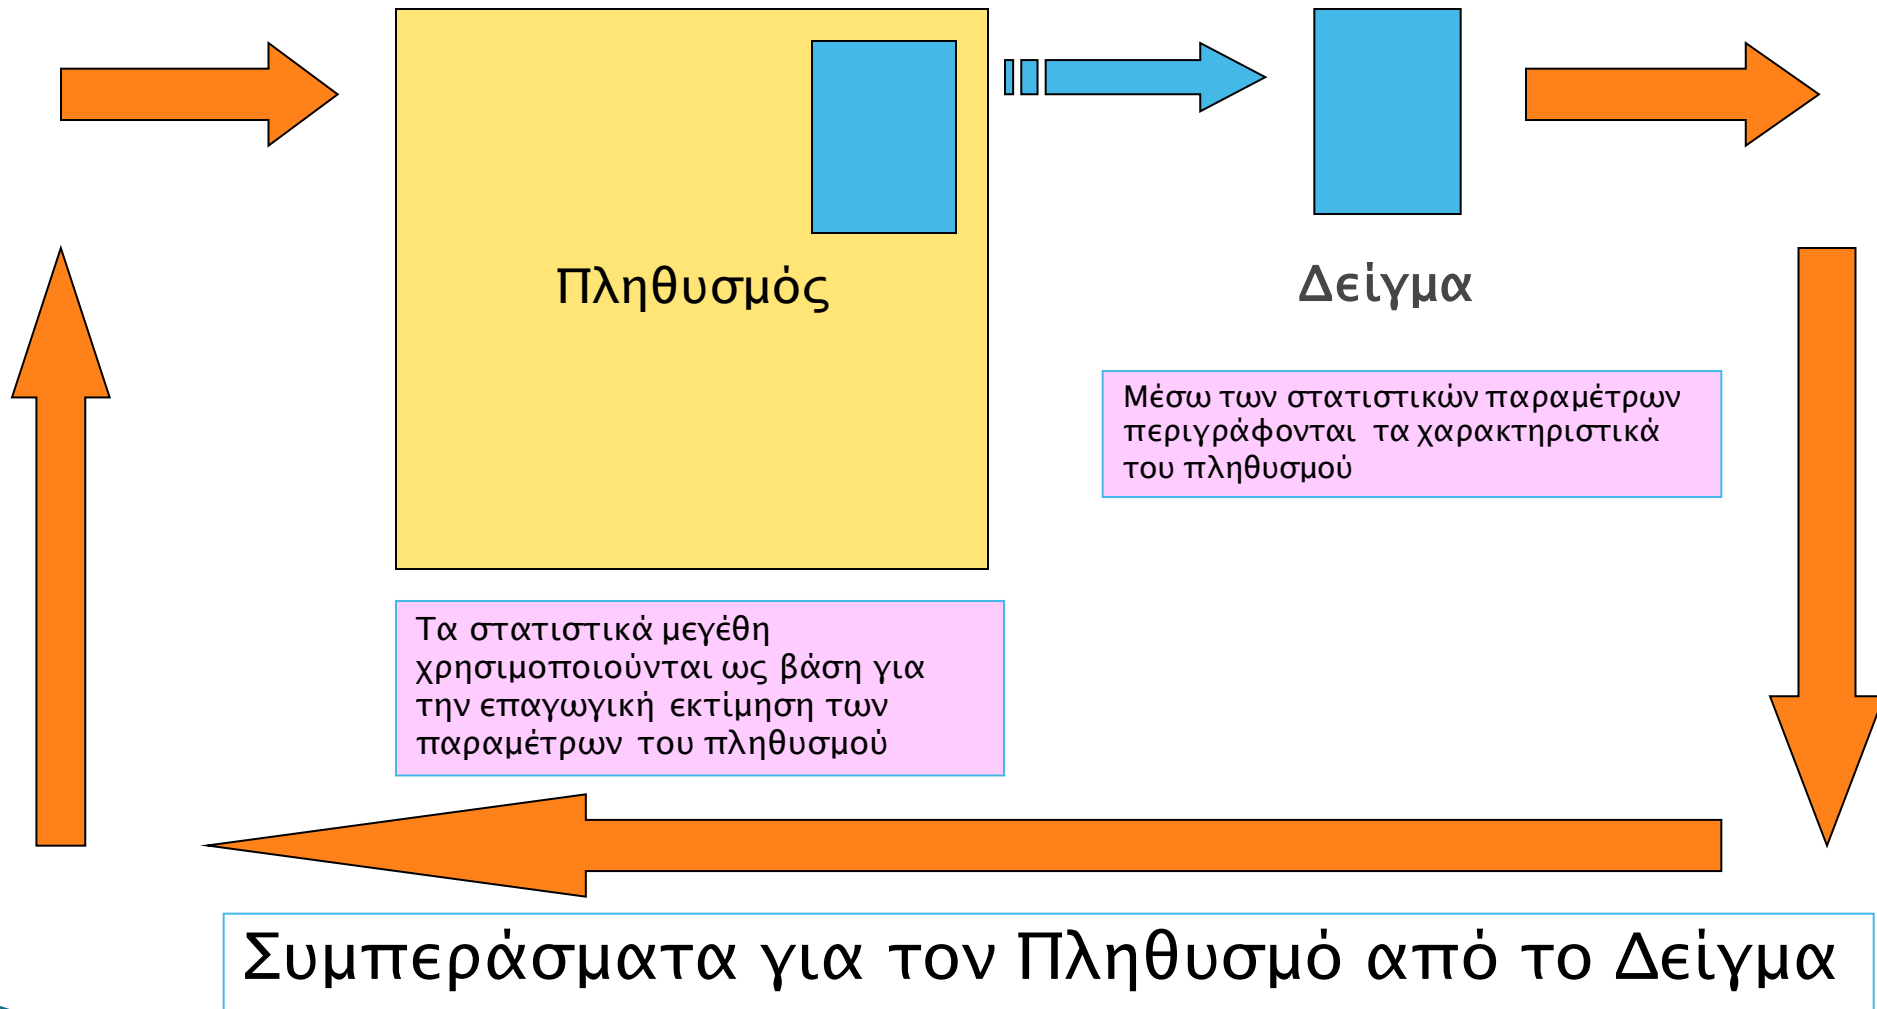 Πληθυσμός
Δείγμα
Μέσω των στατιστικών παραμέτρων
περιγράφονται τα χαρακτηριστικά
του πληθυσμού
Τα στατιστικά μεγέθη
χρησιμοποιούνται ως βάση για
την επαγωγική εκτίμηση των
παραμέτρων του πληθυσμού
Συμπεράσματα για τον Πληθυσμό από το Δείγμα